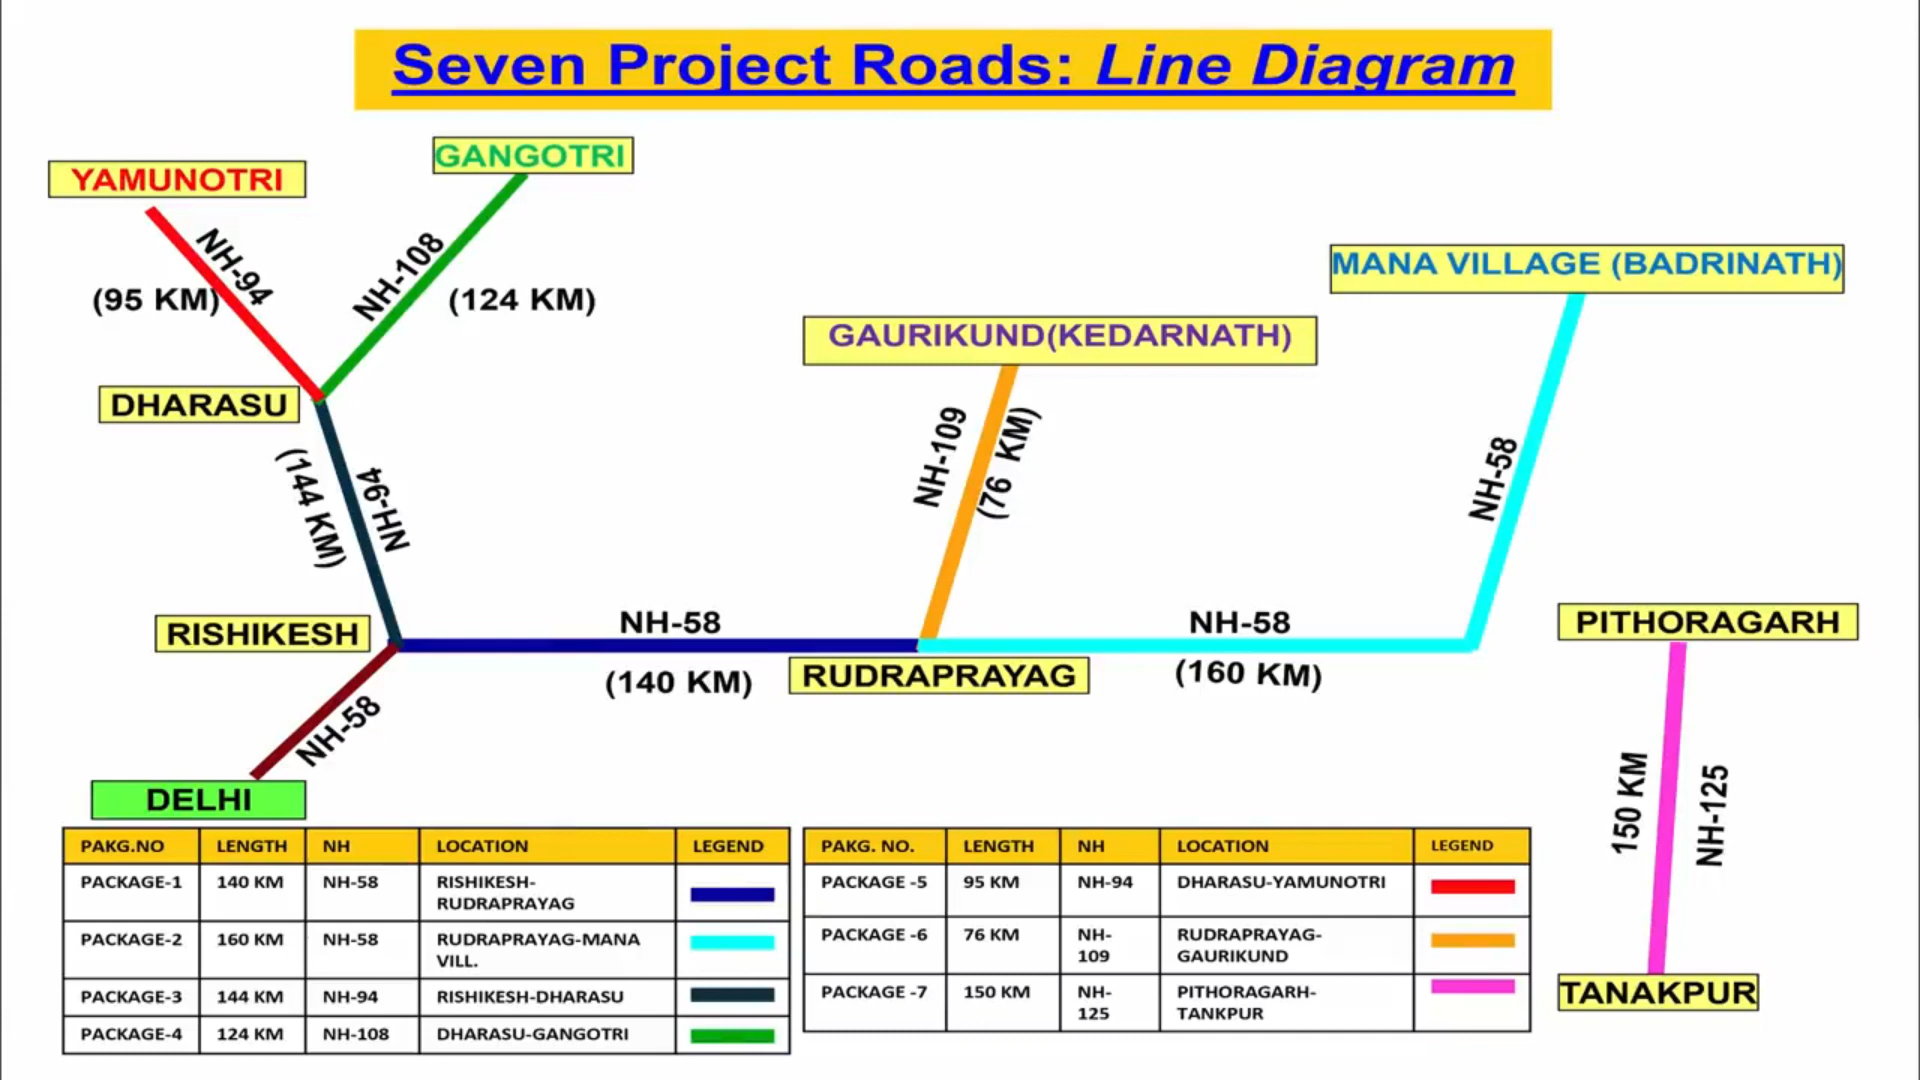 Seven Project Roads: Line Diagram
GANGOTRI
YAMUNOTRI
NH-94
NH-108
(95 KM)
(124 KM)
MANA VILLAGE (BADRINATH)
GAURIKUND(KEDARNATH)
DHARASU
NH-109
(76 KM)
NH-58
(144 KM)
NH-94
RISHIKESH
NH-58
(140 KM)
RUDRAPRAYAG
NH-58
(160 KM)
PITHORAGARH
NH-58
DELHI
150 KM
NH-125
TANAKPUR
PAKG.NO LENGTH NH LOCATION LEGEND
PACKAGE-1 140 KM NH-58 RISHIKESH-
RUDRAPRAYAG
PACKAGE-2 160 KM NH-58 RUDRAPRAYAG-MANA
VILL.
PACKAGE-3 144 KM NH-94 RISHIKESH-DHARASU
PACKAGE-4 124 KM NH-108 DHARASU-GANGOTRI
PAKG. NO. LENGTH NH LOCATION LEGEND
PACKAGE -5 95 KM NH-94 DHARASU-YAMUNOTRI
PACKAGE -6 76 KM NH- RUDRAPRAYAG-
109 GAURIKUND
PACKAGE -7 150 KM NH- PITHORAGARH-
125 TANKPUR